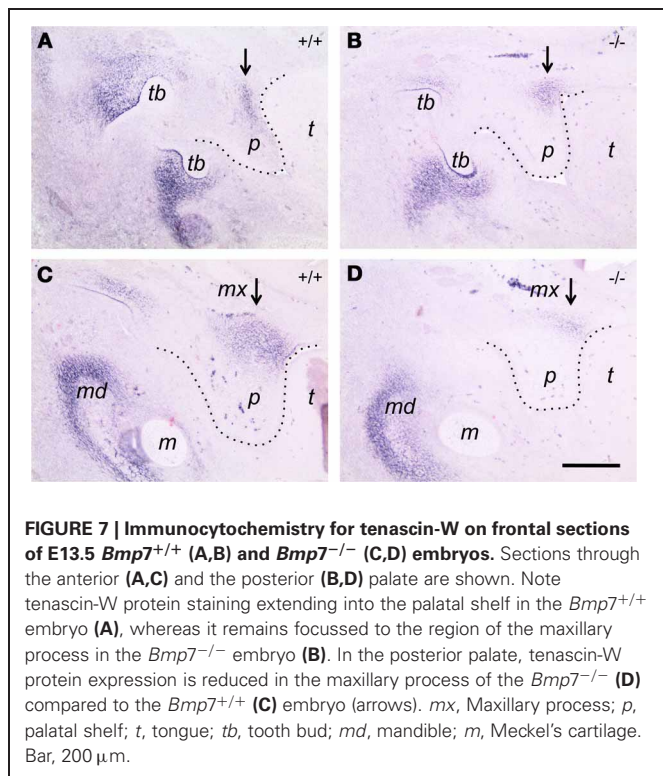 A
+/+
tb
p
t
tb
B
-/-
tb
p
t
tb
C
+/+
mx
md
p
t
m
D
-/-
mx
md
p
t
m
FIGURE 7 | Immunocytochemistry for tenascin-W on frontal sections
of E13.5 Bmp7+/+ (A,B) and Bmp7−/− (C,D) embryos. Sections through
the anterior (A,C) and the posterior (B,D) palate are shown. Note
tenascin-W protein staining extending into the palatal shelf in the Bmp7+/+
embryo (A), whereas it remains focussed to the region of the maxillary
process in the Bmp7−/− embryo (B). In the posterior palate, tenascin-W
protein expression is reduced in the maxillary process of the Bmp7−/− (D)
compared to the Bmp7+/+ (C) embryo (arrows). mx, Maxillary process; p,
palatal shelf; t, tongue; tb, tooth bud; md, mandible; m, Meckel's cartilage.
Bar, 200 μm.